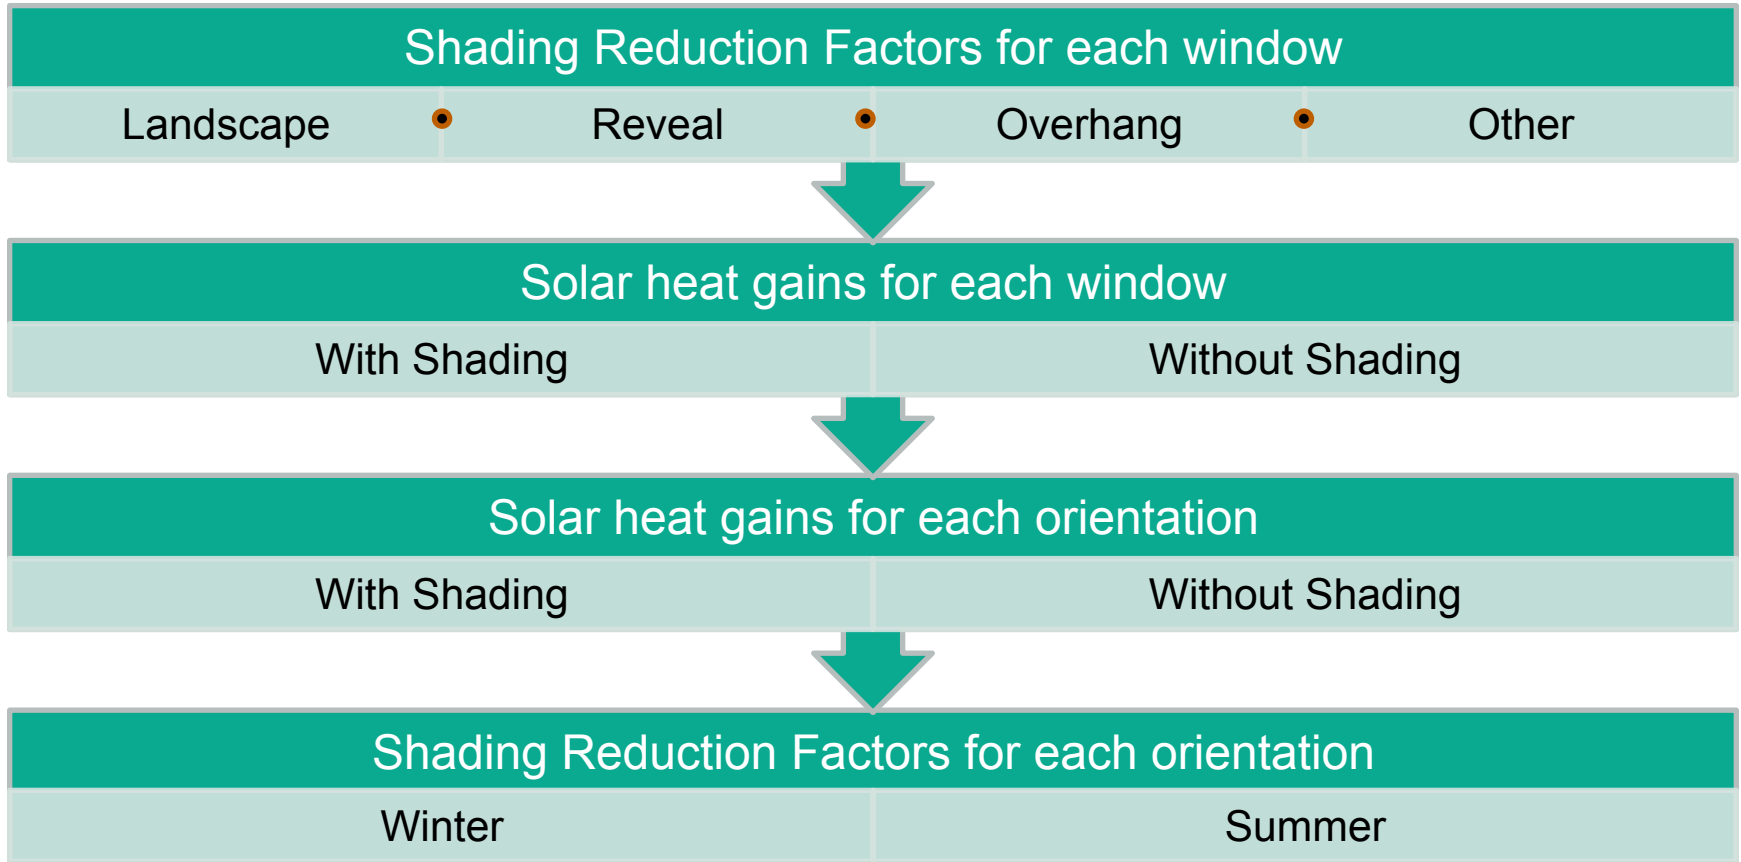 Shading Reduction Factors for each window
Landscape Reveal Overhang Other
Solar heat gains for each window
With Shading Without Shading
Solar heat gains for each orientation
With Shading Without Shading
Shading Reduction Factors for each orientation
Winter Summer